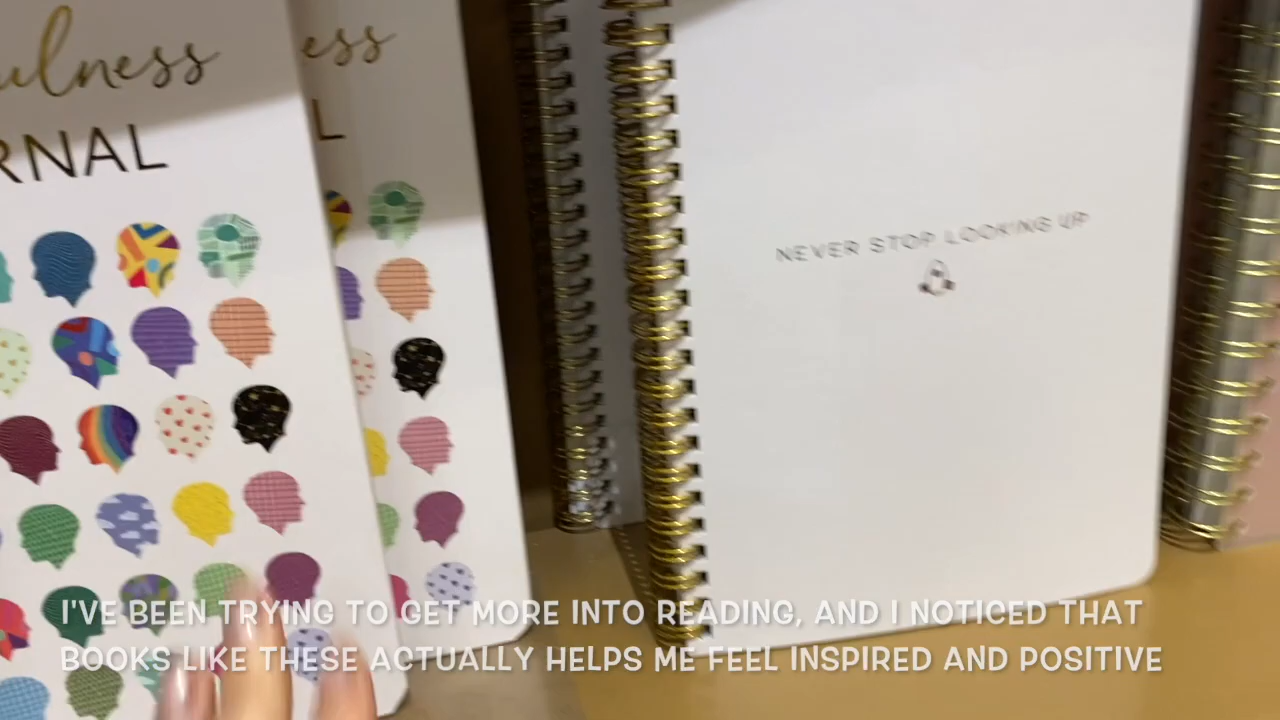 ulness
RNAL
ess
L
NEVER STOP LOOKING UP
I'VE BEEN TRYING TO GET MORE INTO READING, AND I NOTICED THAT
BOOKS LIKE THESE ACTUALLY HELPS ME FEEL INSPIRED AND POSITIVE